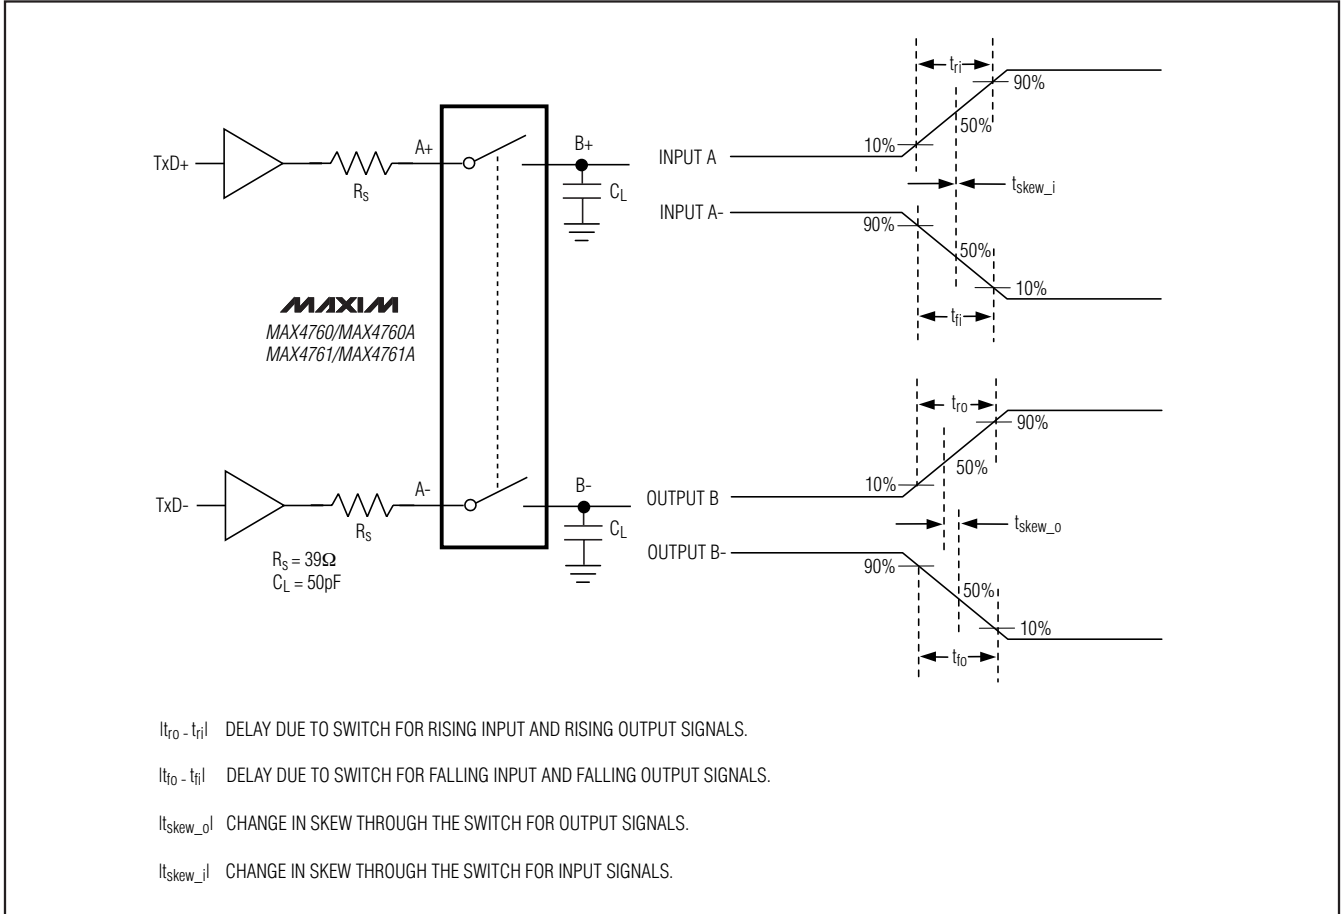 TxD+
R_S
A+
B+
C_L
MAXIM
MAX4760/MAX4760A
MAX4761/MAX4761A
TxD-
R_S
A-
B-
C_L
R_S = 39Ω
C_L = 50pF
INPUT A
10%
t_ri
90%
50%
t_skew_i
INPUT A-
90%
50%
10%
t_fi
OUTPUT B
10%
t_ro
90%
50%
t_skew_o
OUTPUT B-
90%
50%
10%
t_fo
|t_ro - t_ri| DELAY DUE TO SWITCH FOR RISING INPUT AND RISING OUTPUT SIGNALS.
|t_fo - t_fi| DELAY DUE TO SWITCH FOR FALLING INPUT AND FALLING OUTPUT SIGNALS.
|t_skew_o| CHANGE IN SKEW THROUGH THE SWITCH FOR OUTPUT SIGNALS.
|t_skew_i| CHANGE IN SKEW THROUGH THE SWITCH FOR INPUT SIGNALS.